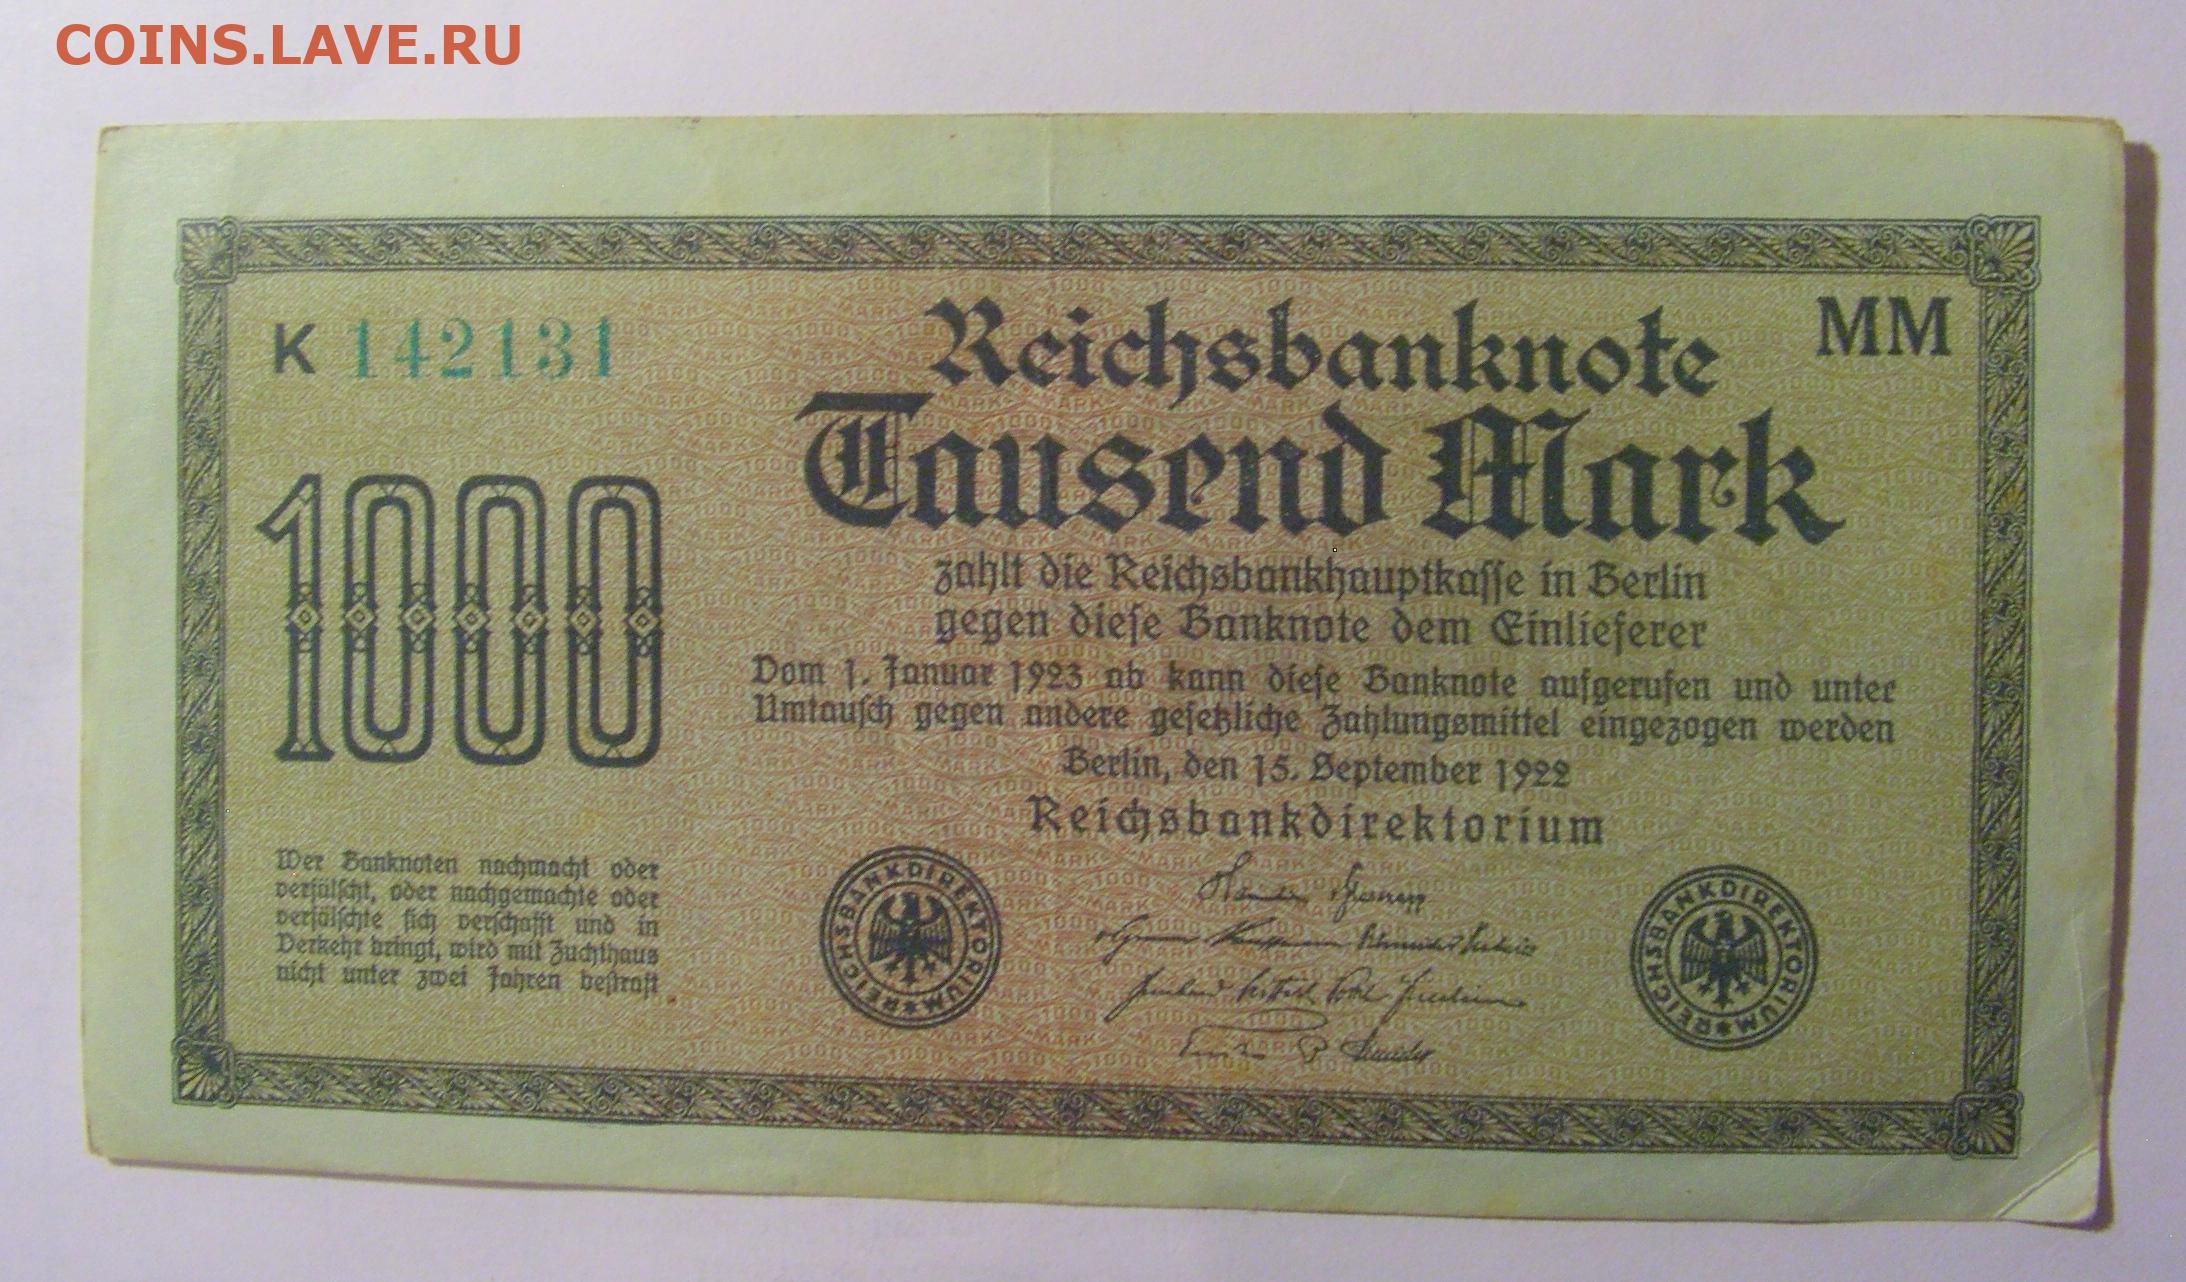 COINS.LAVE.RU
K 142131
MM
Reichsbanknote
Tausend Mark
1000
zahlt die Reichsbankhauptkasse in Berlin
gegen diese Banknote dem Einlieferer
Vom 1. Januar 1923 ab kann diese Banknote aufgerufen und unter
Umtausch gegen andere gesetzliche Zahlungsmittel eingezogen werden
Berlin, den 15. September 1922
Reichsbankdirektorium
Wer Banknoten nachmacht oder
verfälscht, oder nachgemachte oder
verfälschte sich verschafft und in
Verkehr bringt, wird mit Zuchthaus
nicht unter zwei Jahren bestraft
REICHSBANKDIREKTORIUM
REICHSBANKDIREKTORIUM